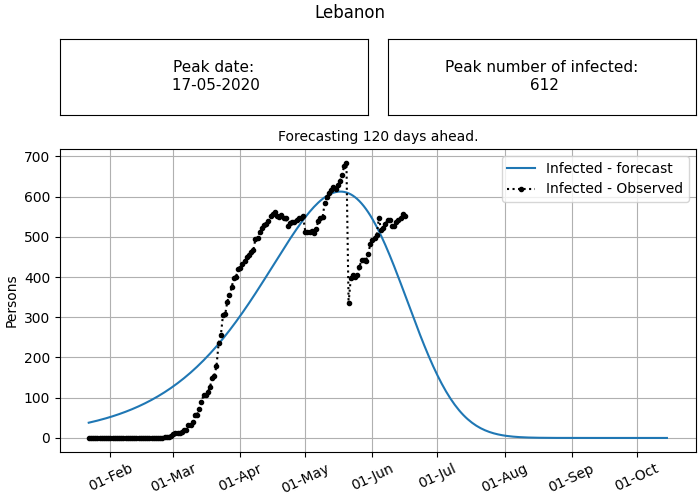 Lebanon
Peak date:
17-05-2020
Peak number of infected:
612
Forecasting 120 days ahead.
700
600
500
400
300
200
100
0
Persons
Infected - forecast
Infected - Observed
01-Feb
01-Mar
01-Apr
01-May
01-Jun
01-Jul
01-Aug
01-Sep
01-Oct